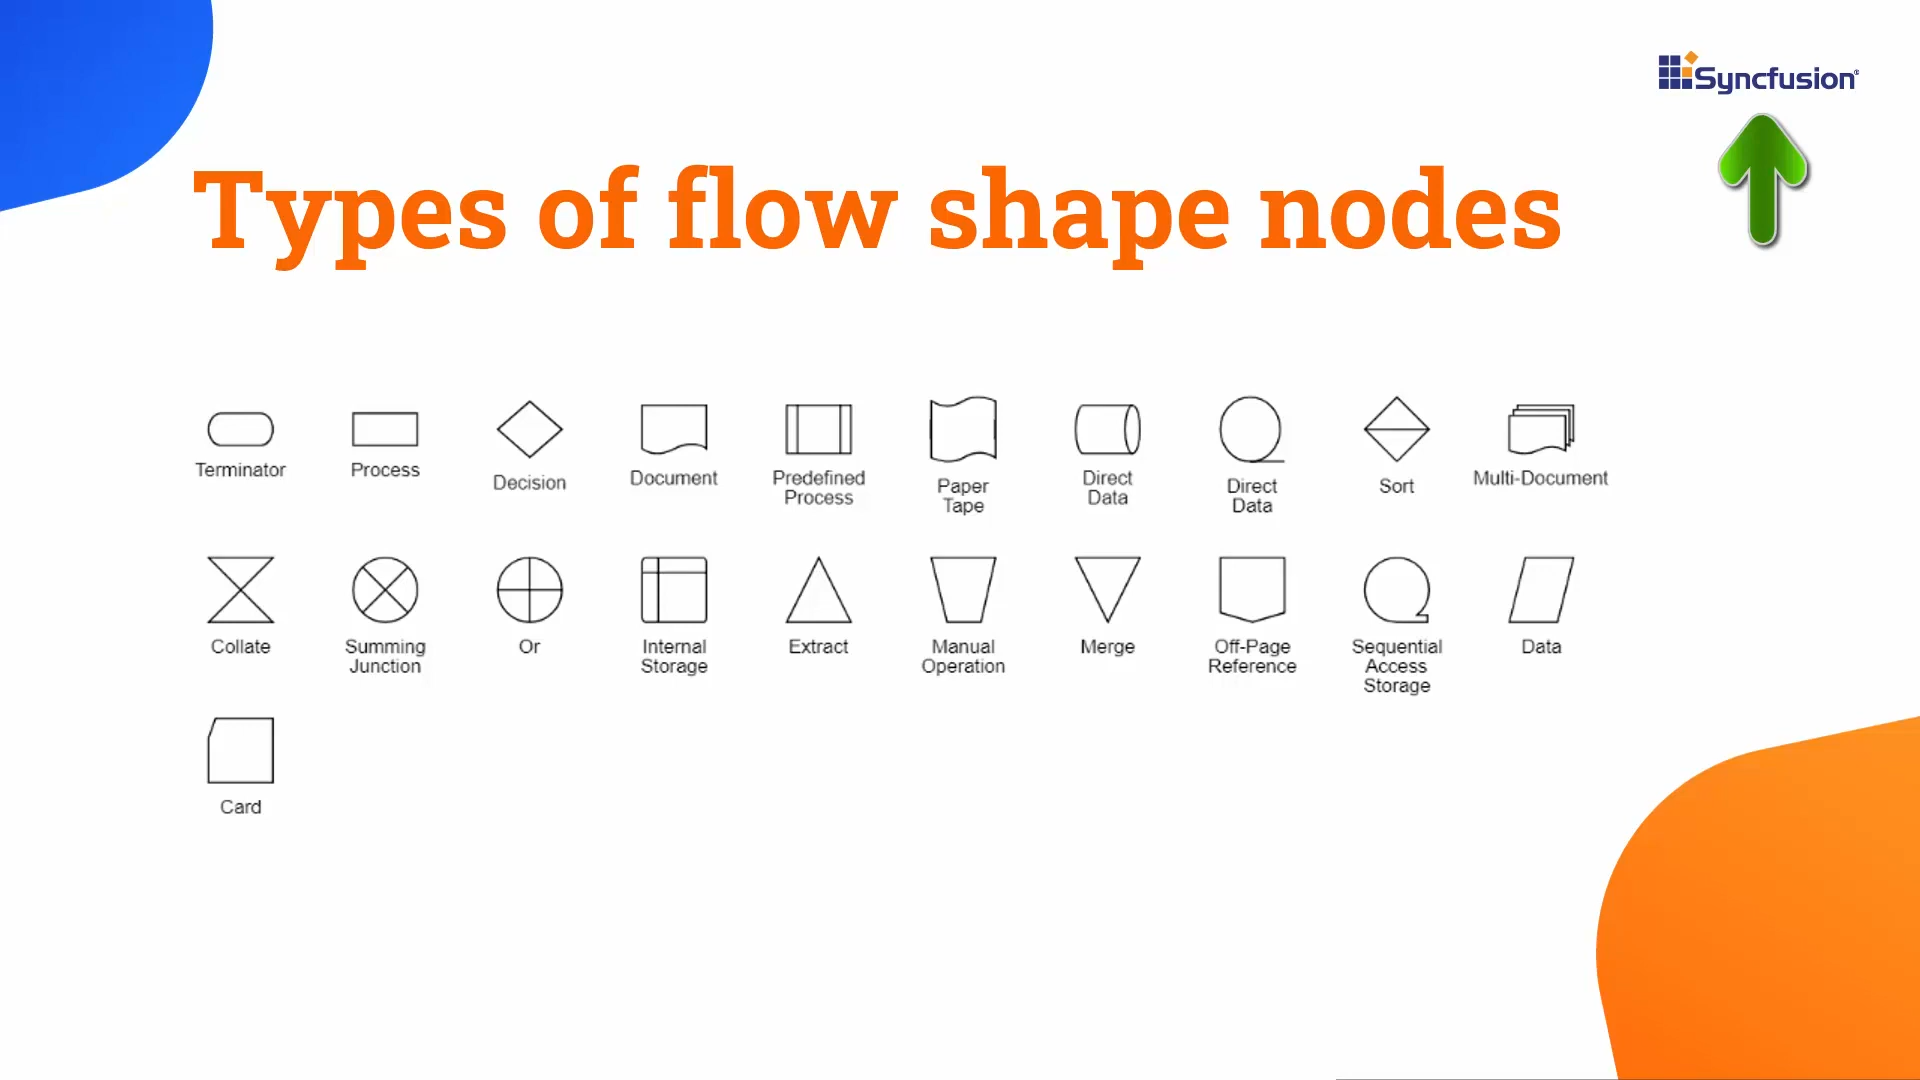 Syncfusion®
Types of flow shape nodes
Terminator
Process
Decision
Document
Predefined
Process
Paper
Tape
Direct
Data
Direct
Data
Sort
Multi-Document
Collate
Summing
Junction
Or
Internal
Storage
Extract
Manual
Operation
Merge
Off-Page
Reference
Sequential
Access
Storage
Data
Card